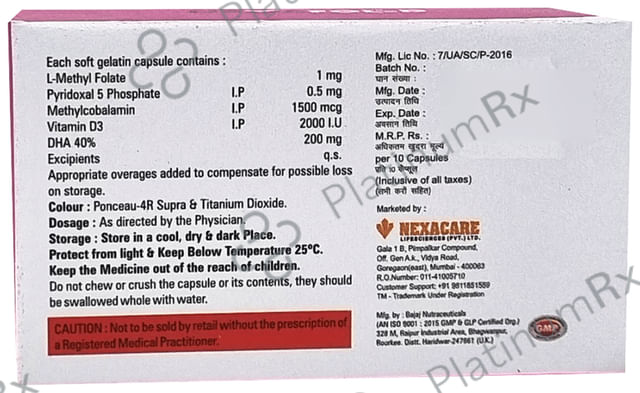 Each soft gelatin capsule contains :
L-Methyl Folate 1 mg
Pyridoxal 5 Phosphate I.P 0.5 mg
Methylcobalamin I.P 1500 mcg
Vitamin D3 I.P 2000 I.U
DHA 40% 200 mg
Excipients q.s.
Appropriate overages added to compensate for possible loss
on storage.
Colour : Ponceau-4R Supra & Titanium Dioxide.
Dosage : As directed by the Physician.
Storage : Store in a cool, dry & dark Place.
Protect from light & Keep Below Temperature 25ºC.
Keep the Medicine out of the reach of children.
Do not chew or crush the capsule or its contents, they should
be swallowed whole with water.
CAUTION : Not to be sold by retail without the prescription of
a Registered Medical Practitioner.
Mfg. Lic No. : 7/UA/SC/P-2016
Batch No. :
घान संख्या :
Mfg. Date :
उत्पादन तिथि
Exp. Date :
अवसान तिथि
M.R.P. Rs. :
अधिकतम खुदरा मूल्य
per 10 Capsules
प्रति 10 कैप्सूल
(Inclusive of all taxes)
(सभी करों सहित)
Marketed by :
NEXACARE
LIFESCIENCES (PVT.) LTD.
Gala 1 B, Pimpalkar Compound,
Off. Gen A.k., Vidya Road,
Goregaon(east), Mumbai - 400063
R.O.Number: 011-41005710
Customer Support: +91 9811851559
TM - Trademark Under Registration
Mfg. by : Bajaj Nutraceuticals
(AN ISO 9001 : 2015 GMP & GLP Certified Org.)
328 M, Raipur Industrial Area, Bhagwanpur,
Roorkee. Distt. Haridwar-247661 (U.K.)
GMP
PlatinumRx
PlatinumRx